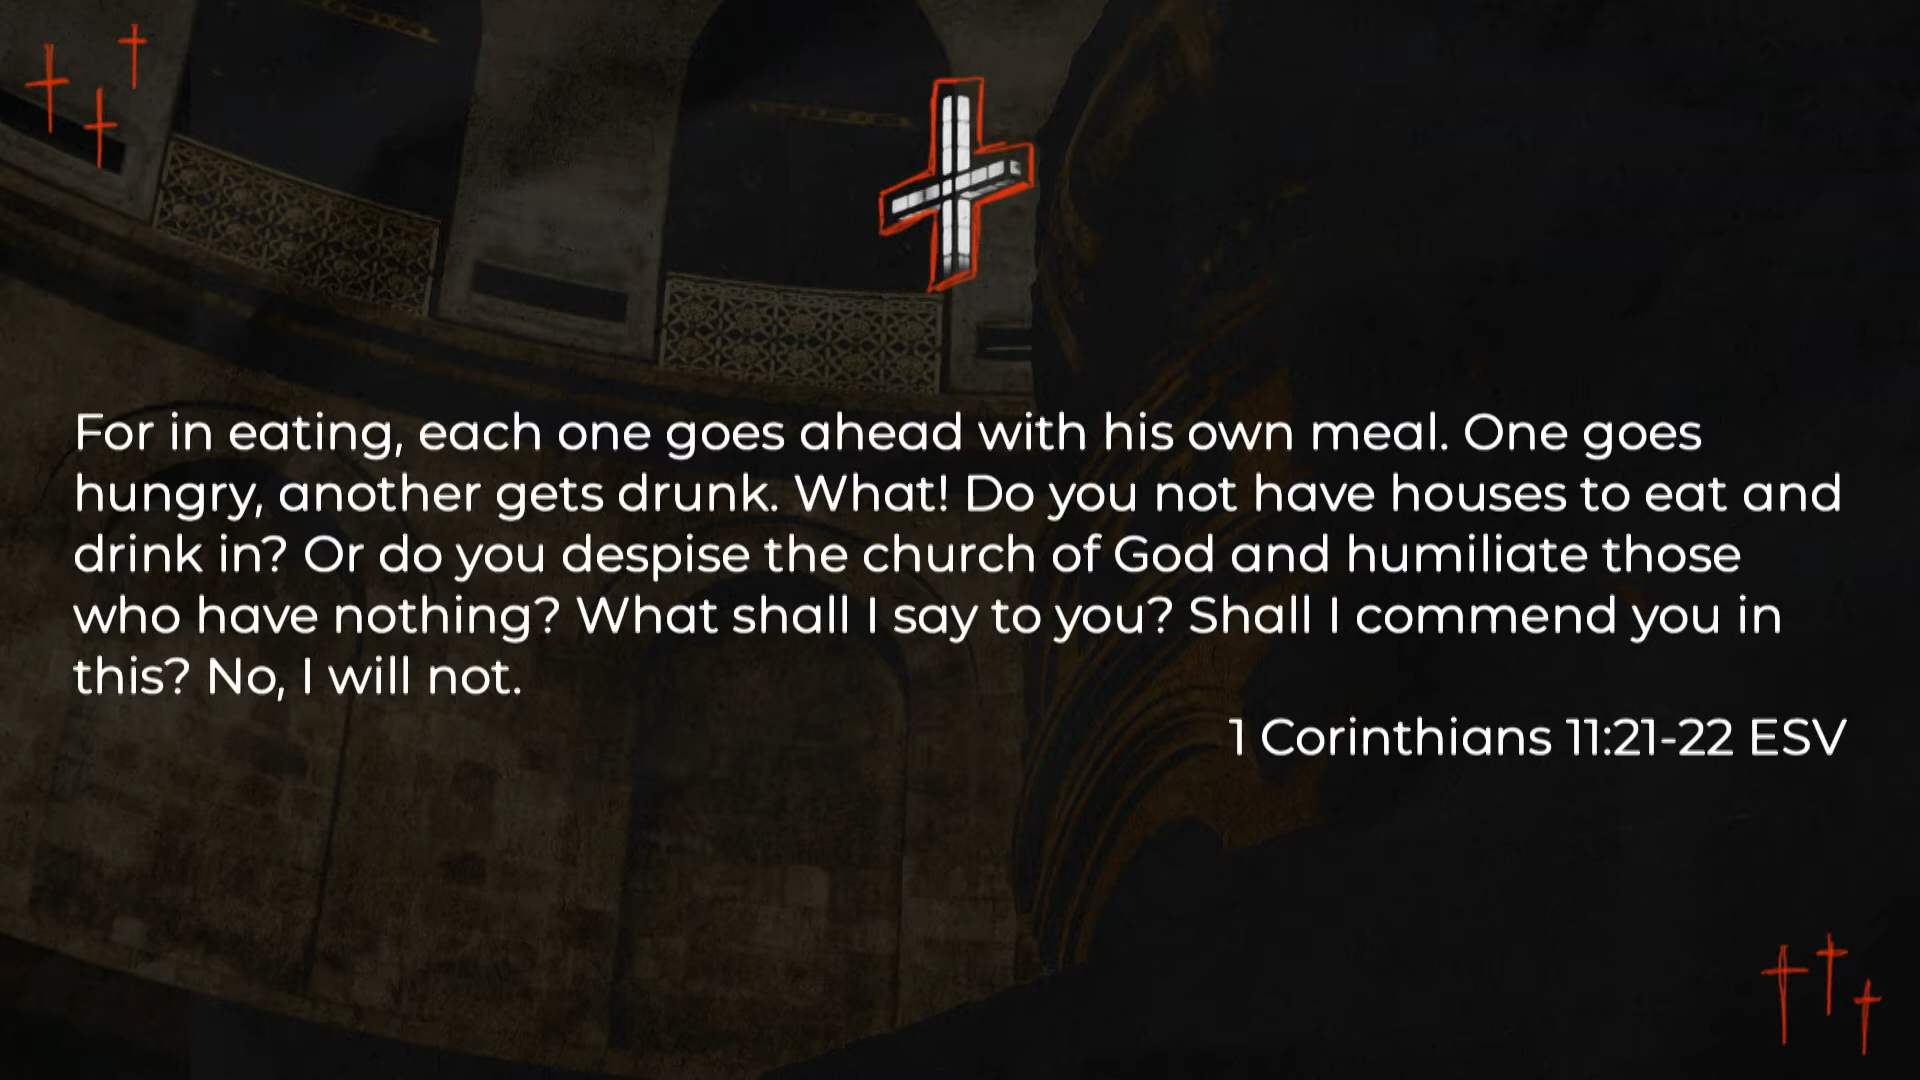 For in eating, each one goes ahead with his own meal. One goes
hungry, another gets drunk. What! Do you not have houses to eat and
drink in? Or do you despise the church of God and humiliate those
who have nothing? What shall I say to you? Shall I commend you in
this? No, I will not.
1 Corinthians 11:21-22 ESV